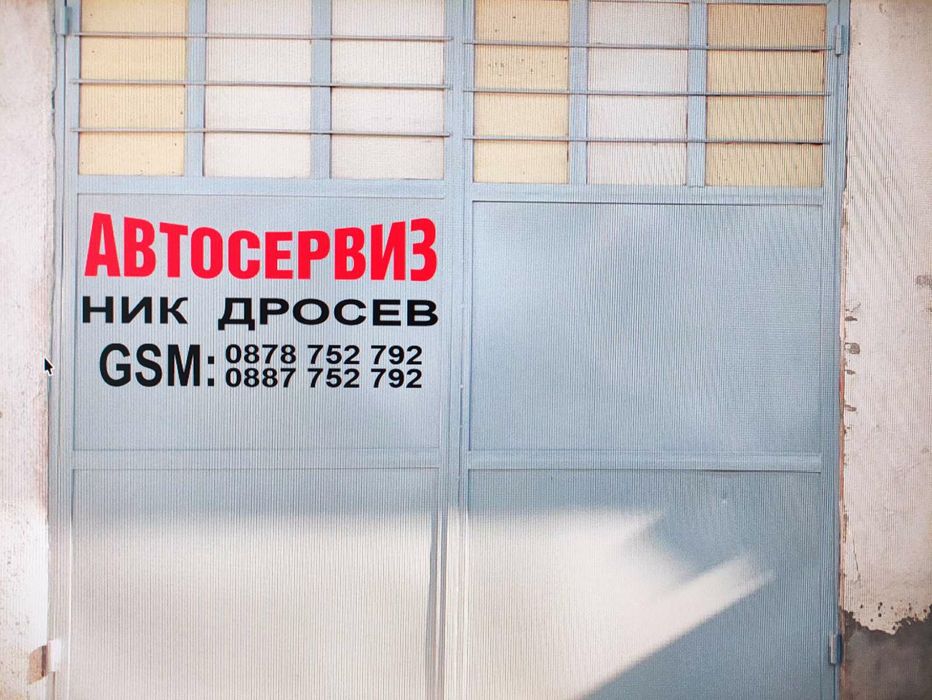 АВТОСЕРВИЗ
НИК ДРОСЕВ
GSM: 0878 752 792
0887 752 792